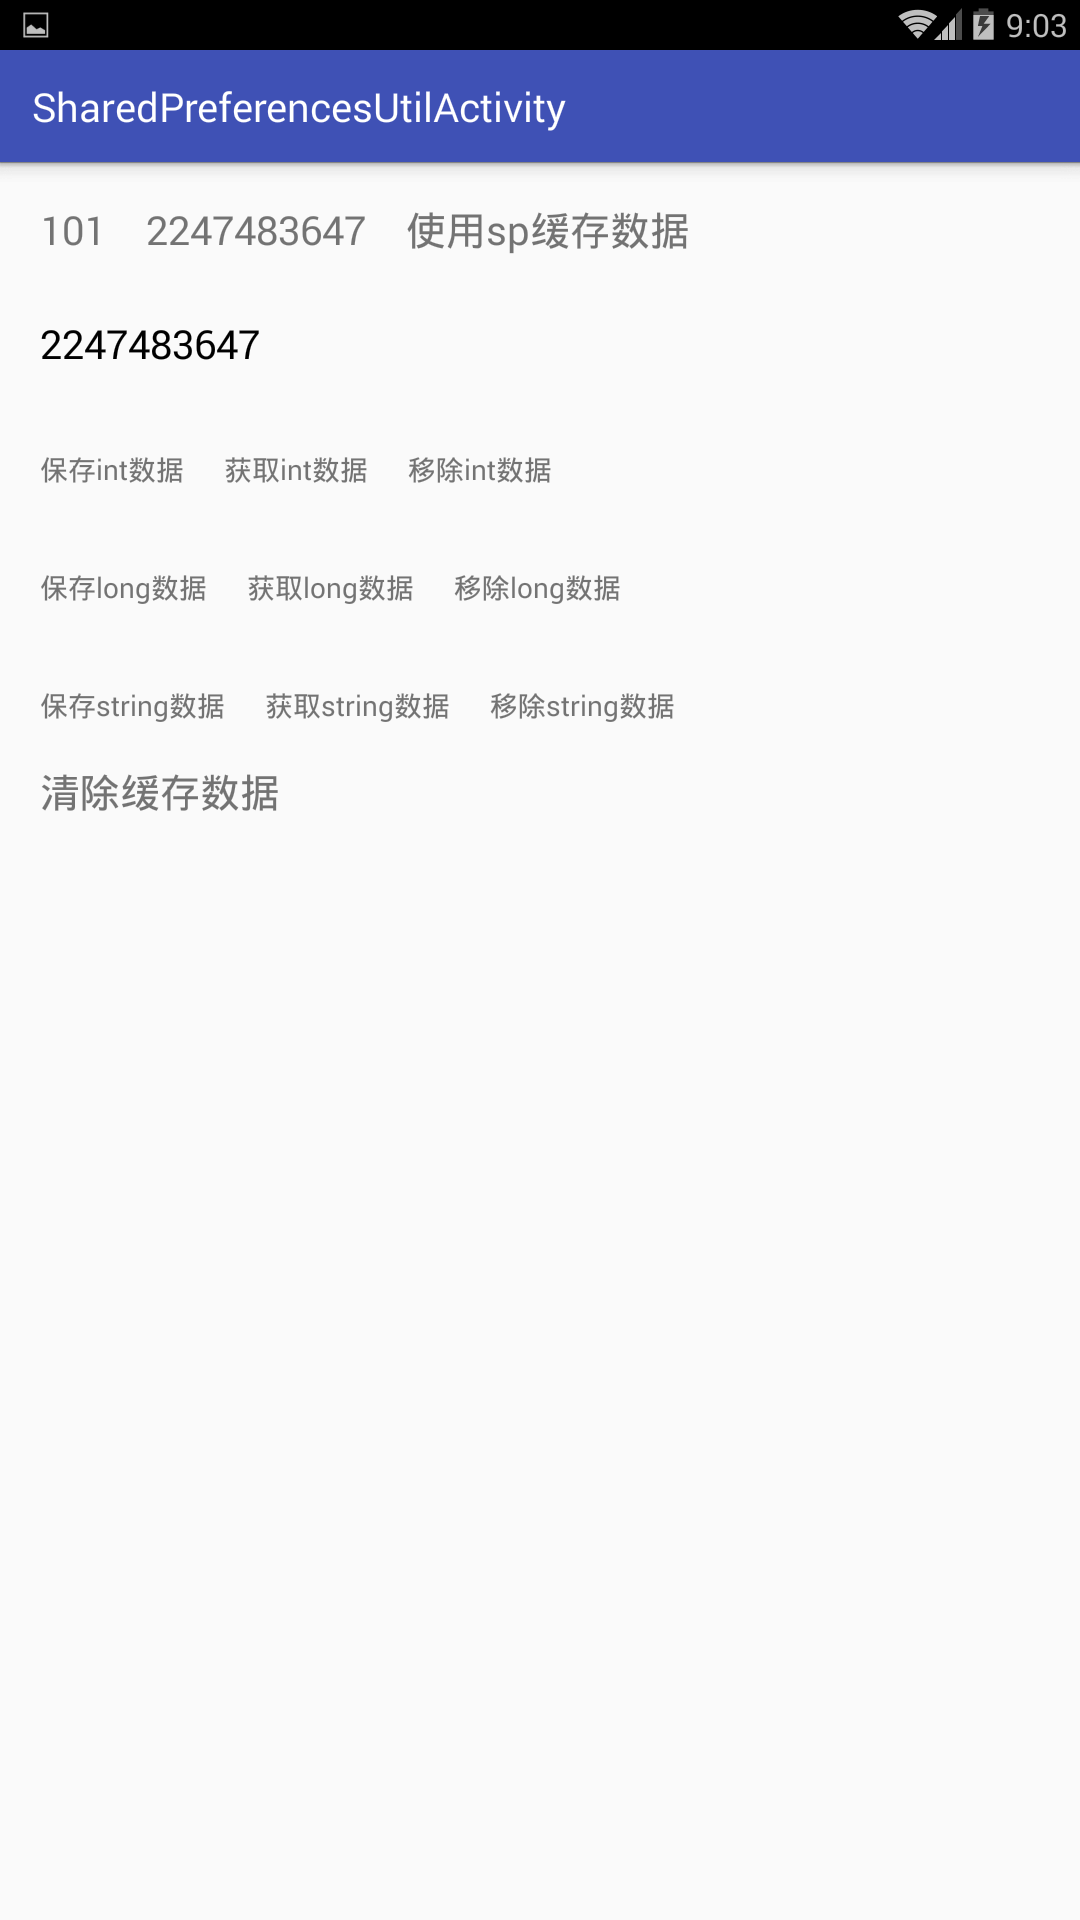 9:03
SharedPreferencesUtilActivity
101 2247483647 使用sp缓存数据
2247483647
保存int数据 获取int数据 移除int数据
保存long数据 获取long数据 移除long数据
保存string数据 获取string数据 移除string数据
清除缓存数据